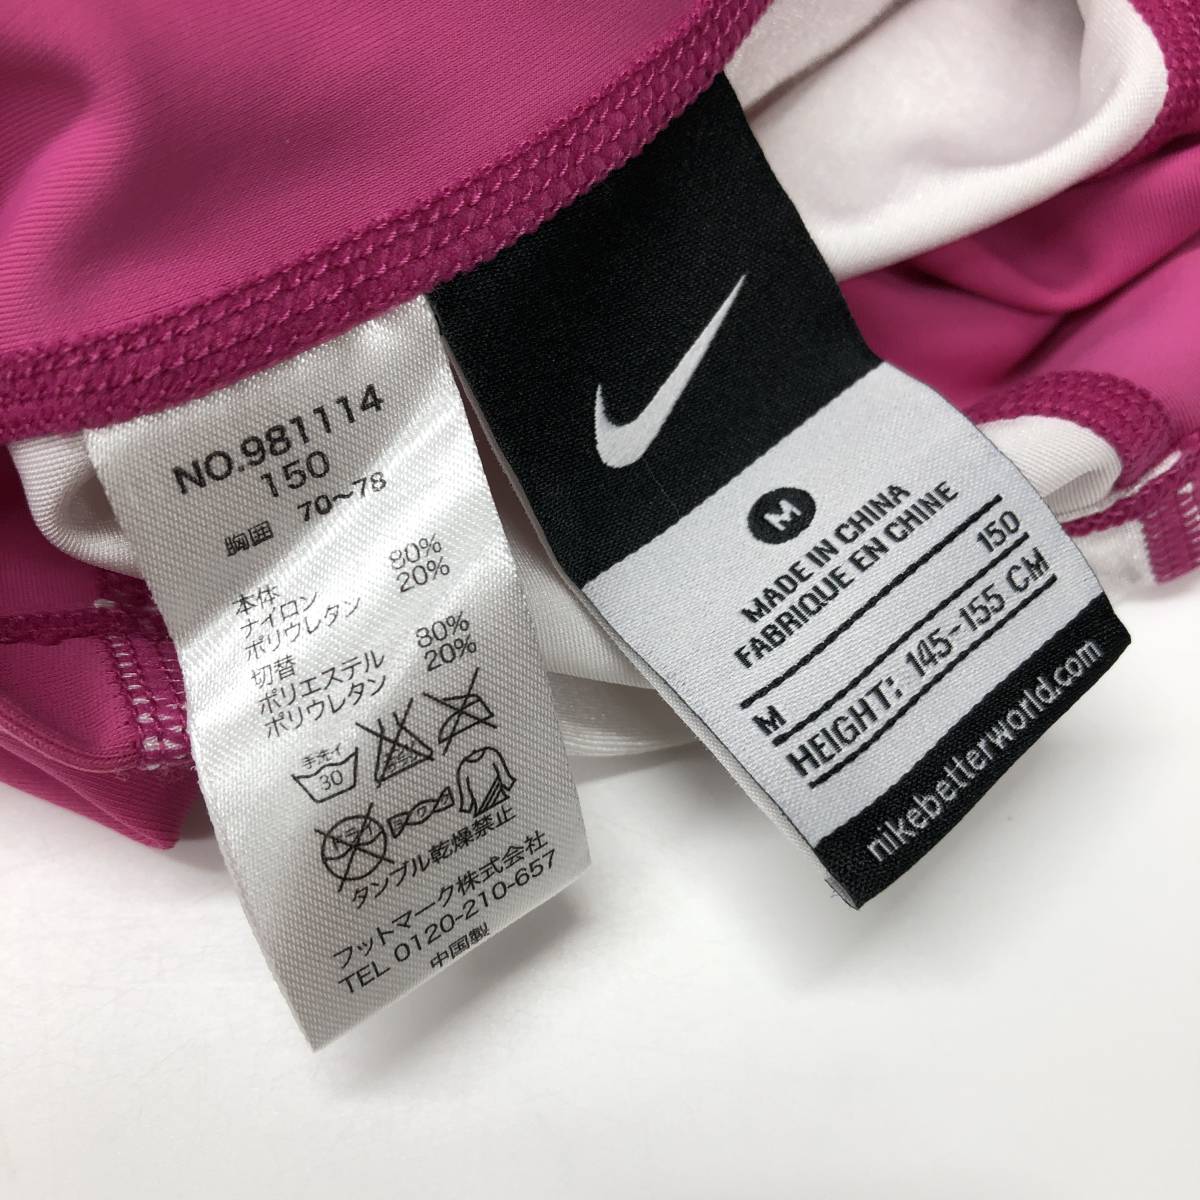 NO.981114
150
胸囲 70~78
本体
ナイロン 80%
ポリウレタン 20%
切替
ポリエステル 80%
ポリウレタン 20%
手洗イ
30
タンブル乾燥禁止
フットマーク株式会社
TEL 0120-210-657
中国製
M
MADE IN CHINA
FABRIQUE EN CHINE
M 150
HEIGHT: 145-155 CM
nikebetterworld.com